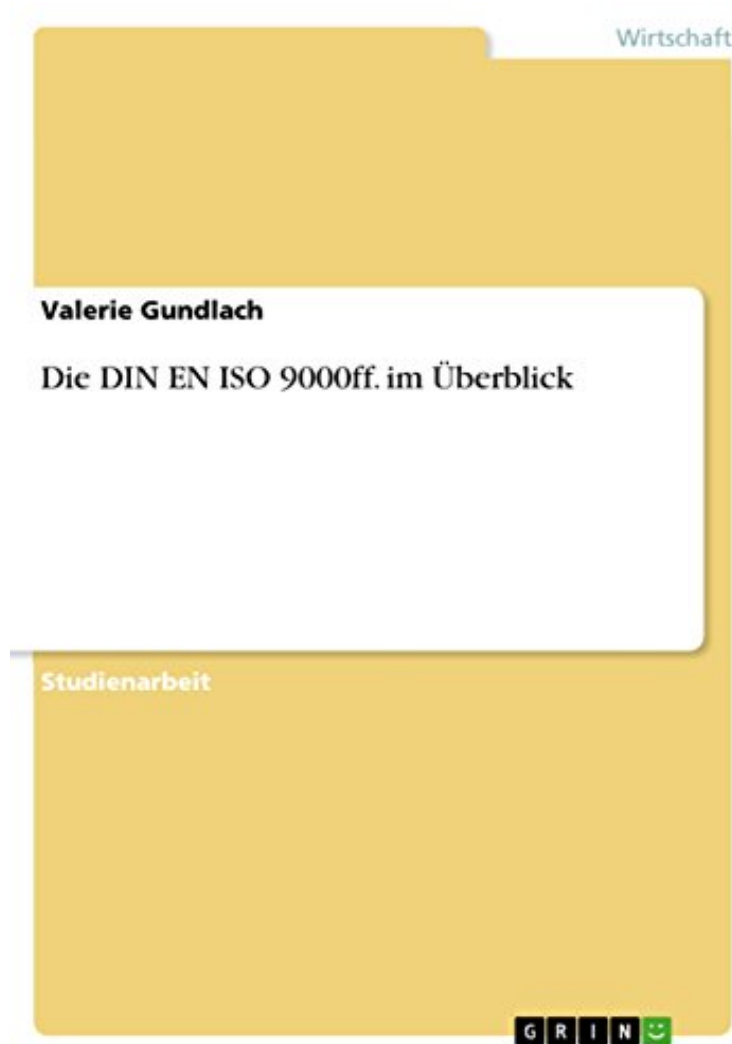 Wirtschaft
Valerie Gundlach
Die DIN EN ISO 9000ff. im Überblick
Studienarbeit
GRIN